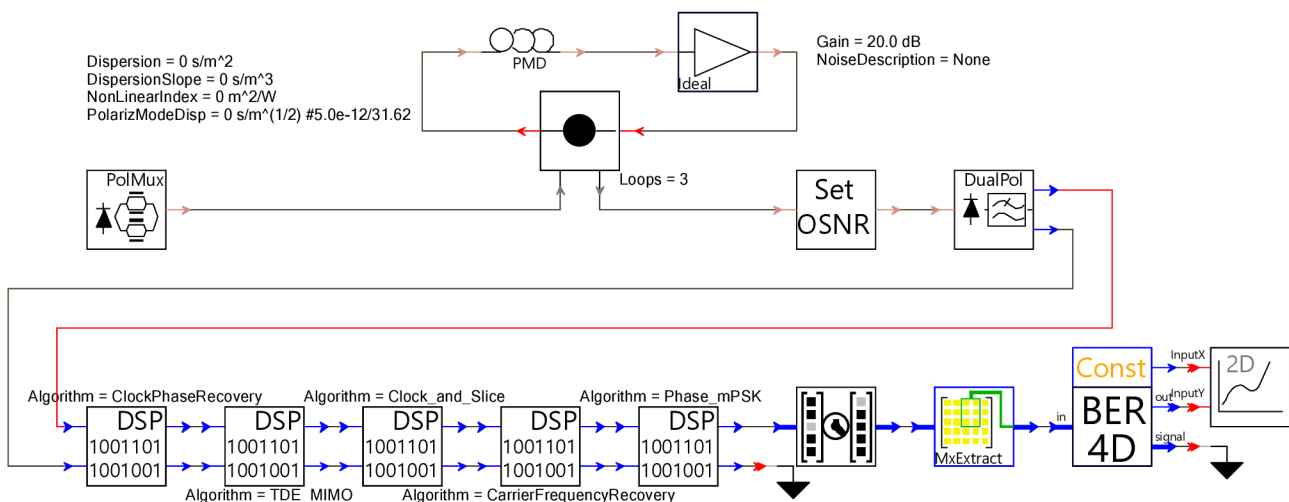 Dispersion = 0 s/m^2
DispersionSlope = 0 s/m^3
NonLinearIndex = 0 m^2/W
PolarizModeDisp = 0 s/m^(1/2) #5.0e-12/31.62
PMD
Ideal
Gain = 20.0 dB
NoiseDescription = None
Loops = 3
PolMux
Set
OSNR
DualPol
Algorithm = ClockPhaseRecovery
Algorithm = Clock_and_Slice
Algorithm = Phase_mPSK
DSP
1001101
1001001
DSP
1001101
1001001
DSP
1001101
1001001
DSP
1001101
1001001
DSP
1001101
1001001
Algorithm = TDE_MIMO
Algorithm = CarrierFrequencyRecovery
MxExtract
in
Const
BER
4D
out
signal
InputX
InputY
2D